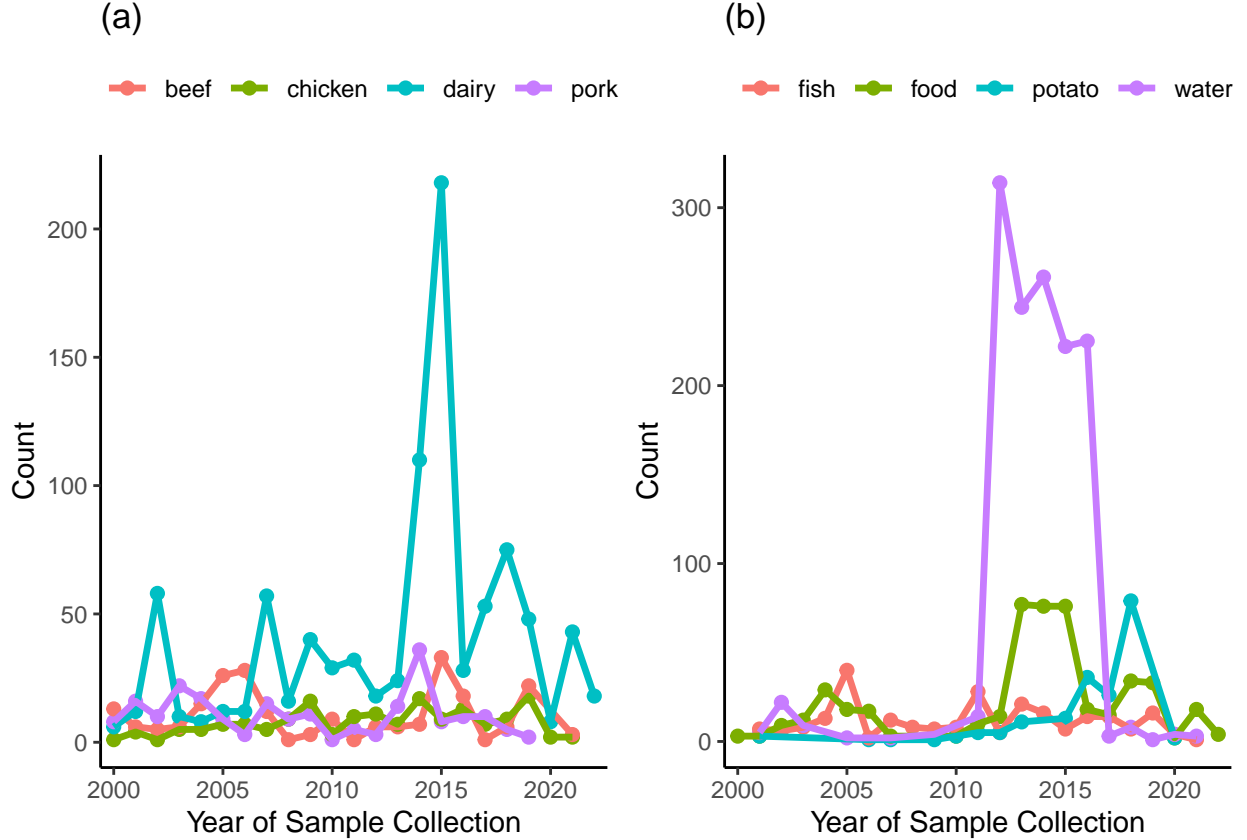 (a)
beef chicken dairy pork
200
150
100
50
0
Count
2000 2005 2010 2015 2020
Year of Sample Collection
(b)
fish food potato water
300
200
100
0
Count
2000 2005 2010 2015 2020
Year of Sample Collection